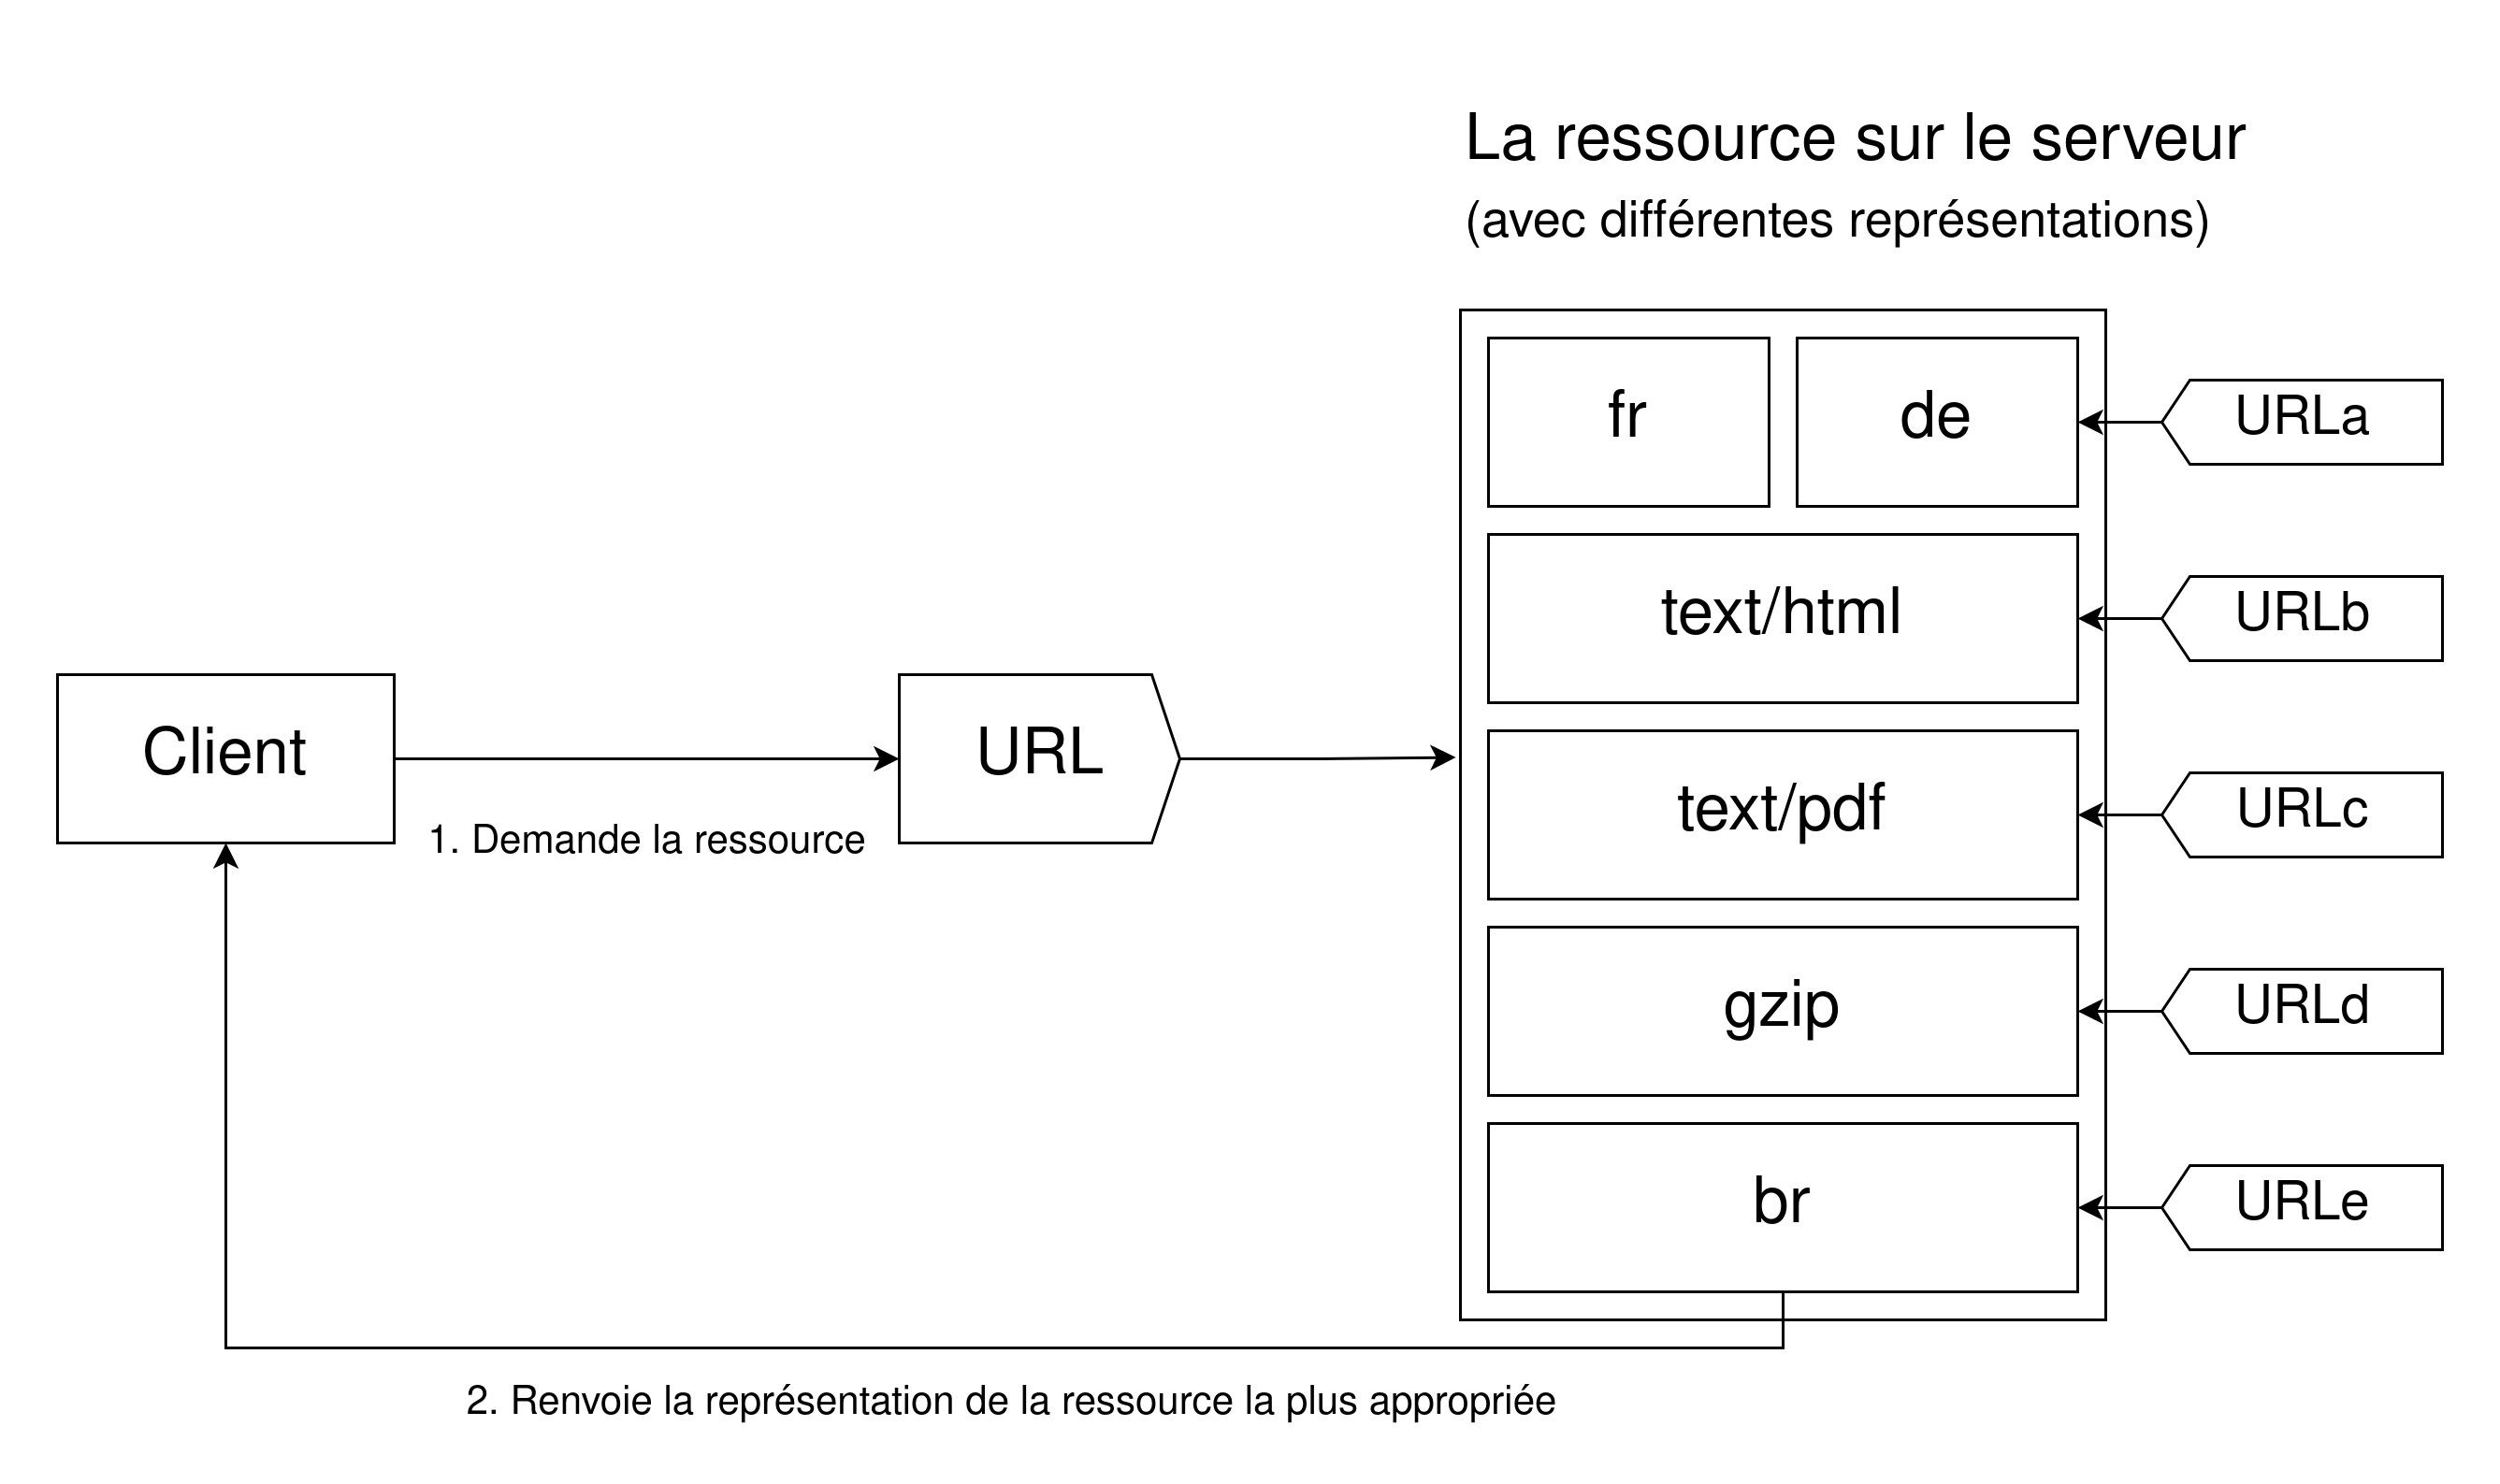 La ressource sur le serveur
(avec différentes représentations)
fr
de
URLa
text/html
URLb
Client
URL
text/pdf
URLc
1. Demande la ressource
gzip
URLd
br
URLe
2. Renvoie la représentation de la ressource la plus appropriée